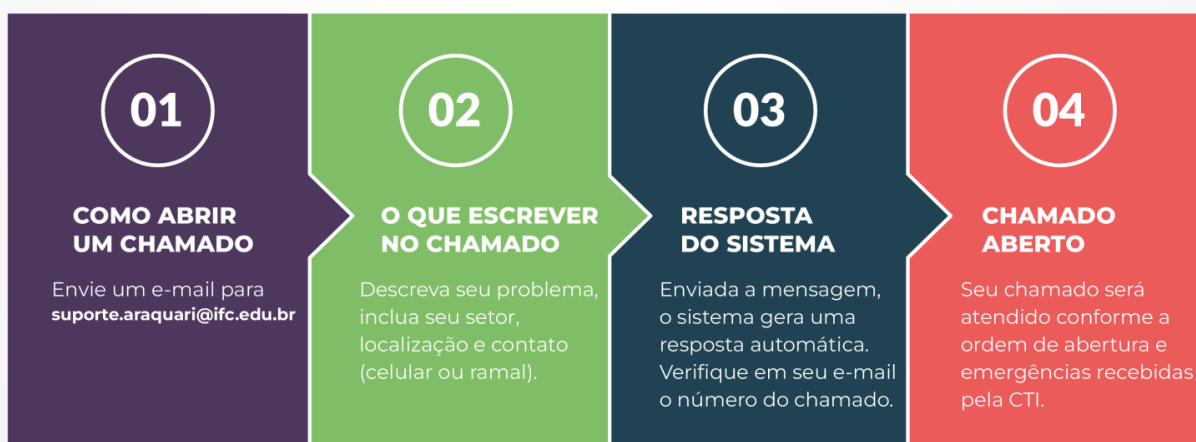 01
COMO ABRIR
UM CHAMADO
Envie um e-mail para
suporte.araquari@ifc.edu.br
02
O QUE ESCREVER
NO CHAMADO
Descreva seu problema,
inclua seu setor,
localização e contato
(celular ou ramal).
03
RESPOSTA
DO SISTEMA
Enviada a mensagem,
o sistema gera uma
resposta automática.
Verifique em seu e-mail
o número do chamado.
04
CHAMADO
ABERTO
Seu chamado será
atendido conforme a
ordem de abertura e
emergências recebidas
pela CTI.